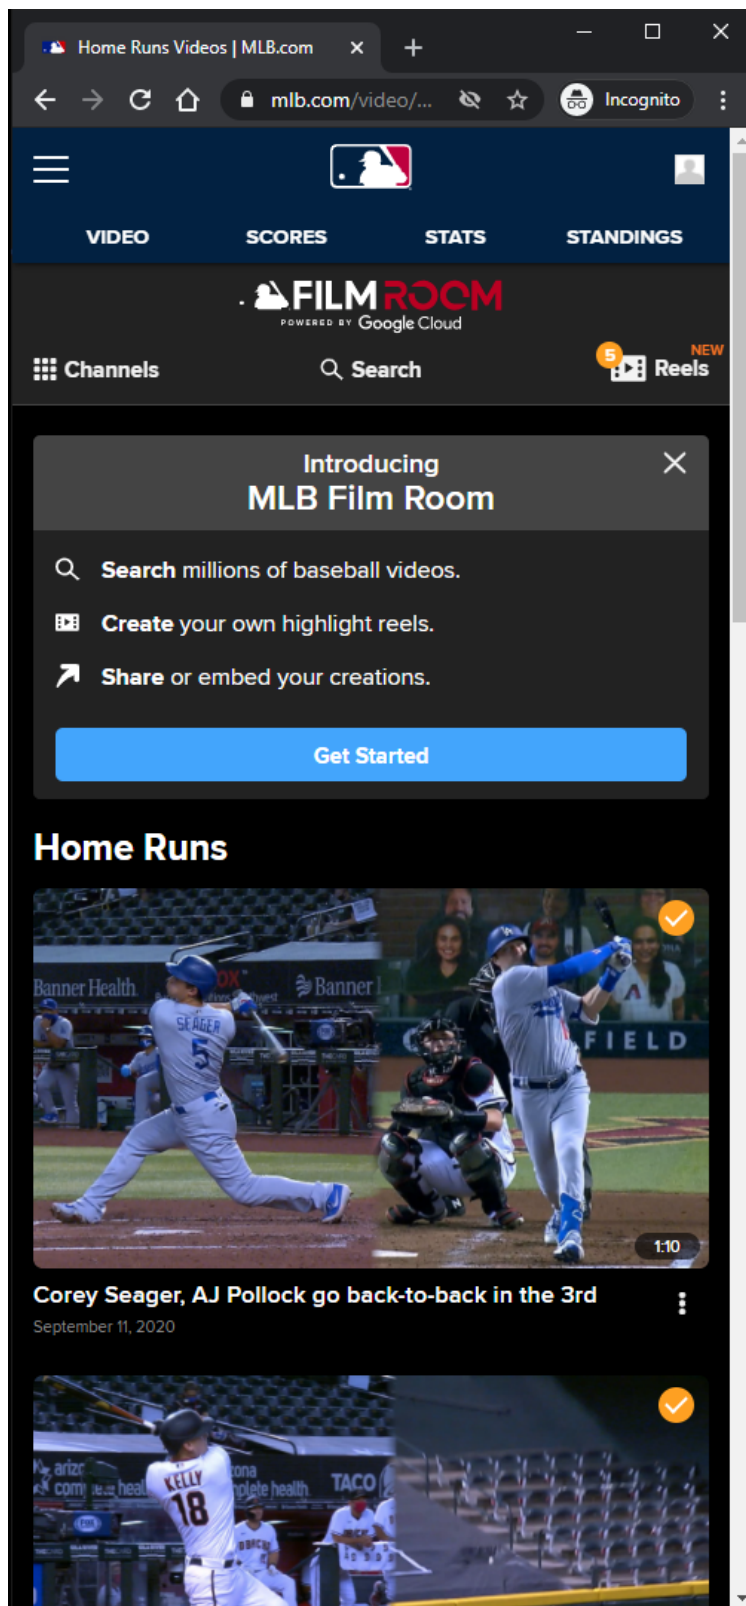 Home Runs Videos | MLB.com
mlb.com/video/...
Incognito
VIDEO SCORES STATS STANDINGS
FILM ROOM
POWERED BY Google Cloud
Channels Search 5 Reels NEW
Introducing
MLB Film Room
Search millions of baseball videos.
Create your own highlight reels.
Share or embed your creations.
Get Started
Home Runs
Banner Health.
Banner
SEAGER
5
FIELD
A
1:10
Corey Seager, AJ Pollock go back-to-back in the 3rd
September 11, 2020
KELLY
18
TACO
FOX